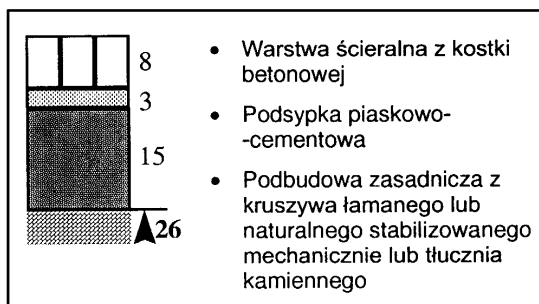 8
3
15
26
• Warstwa ścieralna z kostki
betonowej
• Podsypka piaskowo-
-cementowa
• Podbudowa zasadnicza z
kruszywa łamanego lub
naturalnego stabilizowanego
mechanicznie lub tłucznia
kamiennego